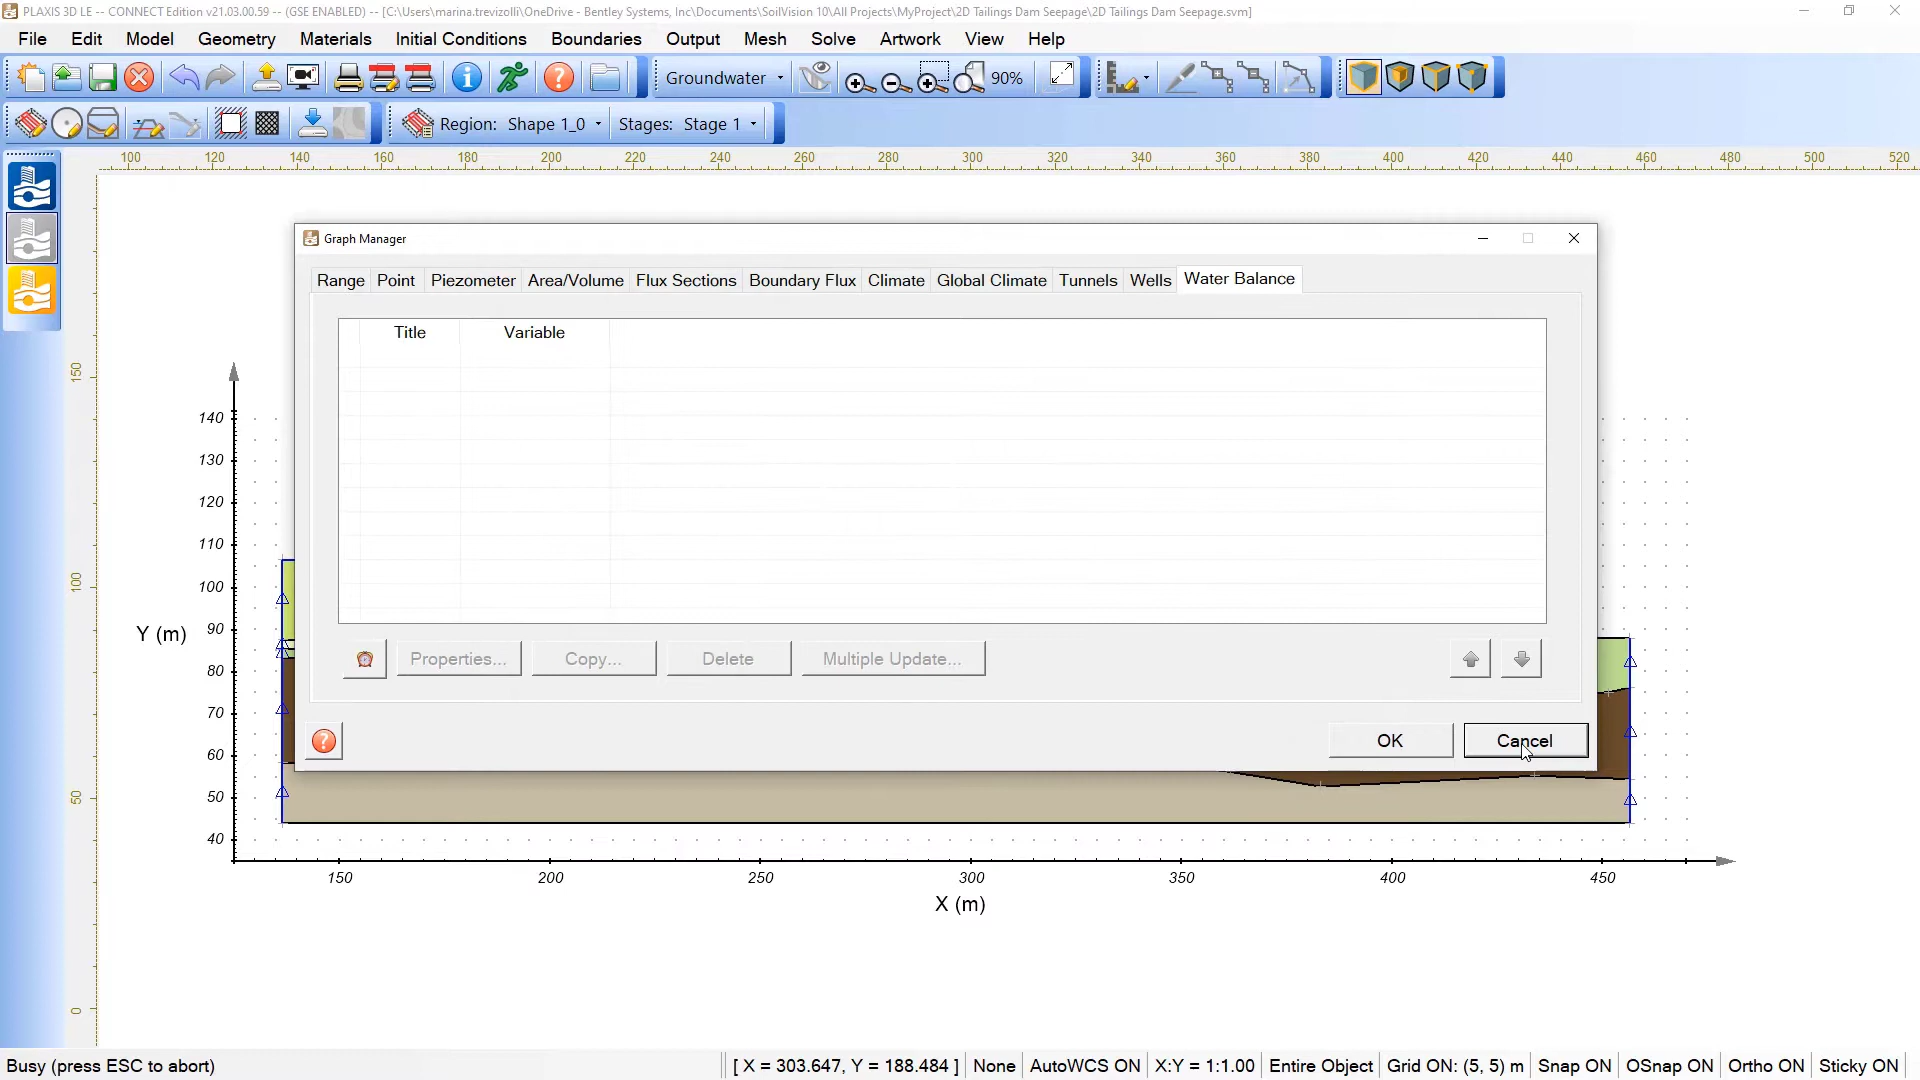 PLAXIS 3D LE -- CONNECT Edition v21.03.00.59 -- (GSE ENABLED) -- [C:\Users\marina.trevizolli\OneDrive - Bentley Systems, Inc\Documents\SoilVision 10\All Projects\MyProject\2D Tailings Dam Seepage\2D Tailings Dam Seepage.svm]
File Edit Model Geometry Materials Initial Conditions Boundaries Output Mesh Solve Artwork View Help
Groundwater 90%
Region: Shape 1_0 Stages: Stage 1
100 120 140 160 180 200 220 240 260 280 300 320 340 360 380 400 420 440 460 480 500 520
Graph Manager
Range Point Piezometer Area/Volume Flux Sections Boundary Flux Climate Global Climate Tunnels Wells Water Balance
Title Variable
150
140
130
120
110
100
100
90
Y (m)
80
70
60
50
50
40
0
Properties... Copy... Delete Multiple Update...
OK Cancel
150 200 250 300 350 400 450
X (m)
Busy (press ESC to abort) [ X = 303.647, Y = 188.484 ] None AutoWCS ON X:Y = 1:1.00 Entire Object Grid ON: (5, 5) m Snap ON OSnap ON Ortho ON Sticky ON